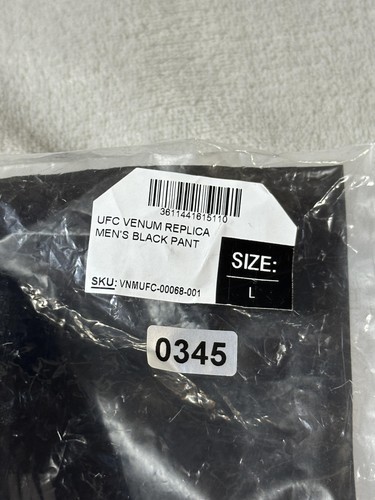 3611441615110
UFC VENUM REPLICA
MEN'S BLACK PANT
SIZE:
L
SKU: VNMUFC-00068-001
0345